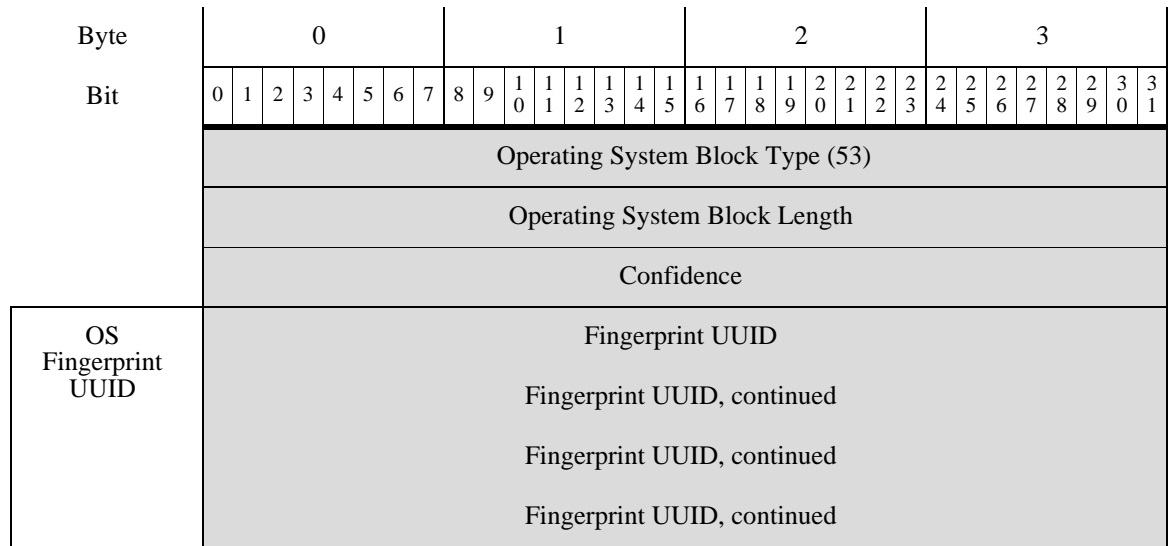 Byte 0 1 2 3
Bit 0 1 2 3 4 5 6 7 8 9 10 11 12 13 14 15 16 17 18 19 20 21 22 23 24 25 26 27 28 29 30 31
Operating System Block Type (53)
Operating System Block Length
Confidence
OS
Fingerprint
UUID
Fingerprint UUID
Fingerprint UUID, continued
Fingerprint UUID, continued
Fingerprint UUID, continued